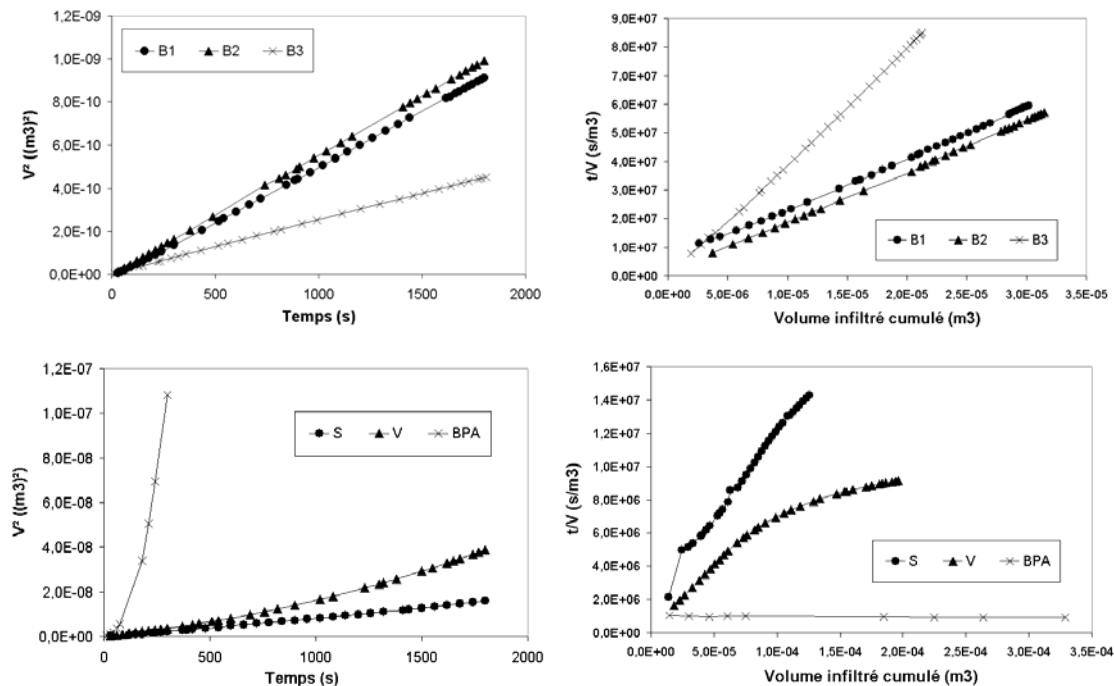 1,2E-09
1,0E-09
8,0E-10
6,0E-10
4,0E-10
2,0E-10
0,0E+00
V² ((m3)²)
B1 B2 B3
0 500 1000 1500 2000
Temps (s)
9,0E+07
8,0E+07
7,0E+07
6,0E+07
5,0E+07
4,0E+07
3,0E+07
2,0E+07
1,0E+07
0,0E+00
t/V (s/m3)
B1 B2 B3
0,0E+00 5,0E-06 1,0E-05 1,5E-05 2,0E-05 2,5E-05 3,0E-05 3,5E-05
Volume infiltré cumulé (m3)
1,2E-07
1,0E-07
8,0E-08
6,0E-08
4,0E-08
2,0E-08
0,0E+00
V² ((m3)²)
S V BPA
0 500 1000 1500 2000
Temps (s)
1,6E+07
1,4E+07
1,2E+07
1,0E+07
8,0E+06
6,0E+06
4,0E+06
2,0E+06
0,0E+00
t/V (s/m3)
S V BPA
0,0E+00 5,0E-05 1,0E-04 1,5E-04 2,0E-04 2,5E-04 3,0E-04 3,5E-04
Volume infiltré cumulé (m3)